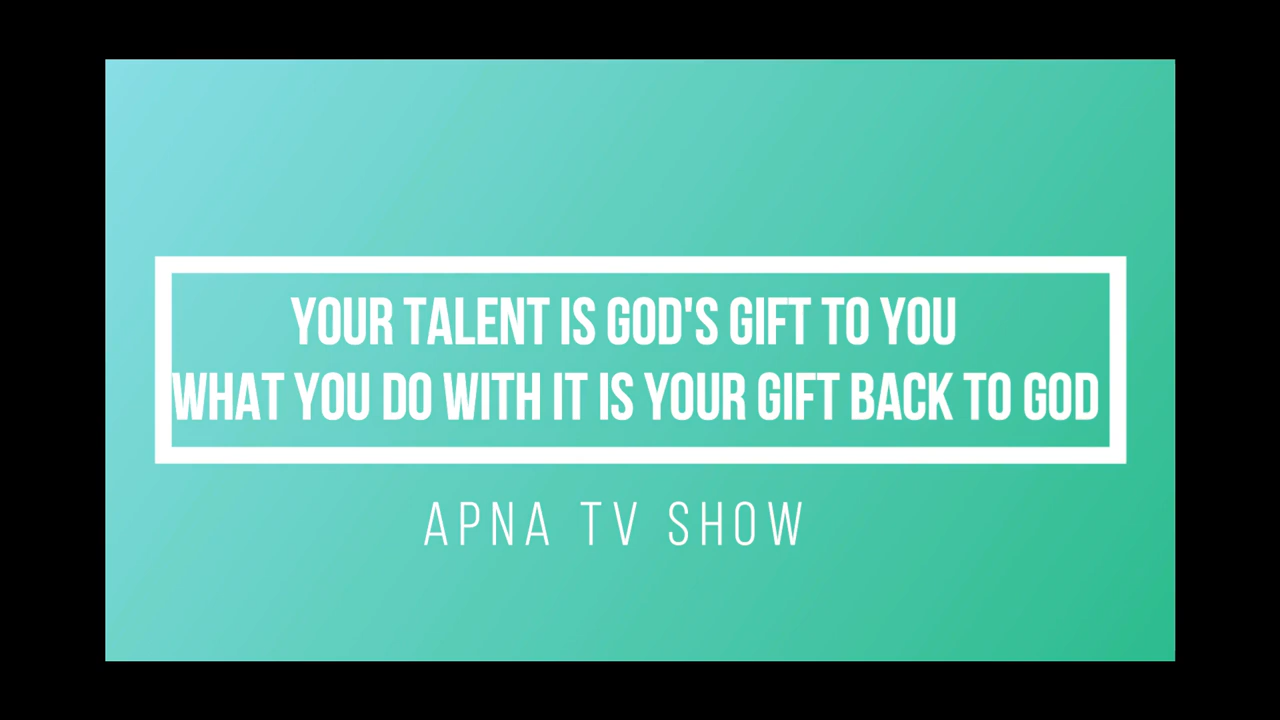 YOUR TALENT IS GOD'S GIFT TO YOU
WHAT YOU DO WITH IT IS YOUR GIFT BACK TO GOD
APNA TV SHOW